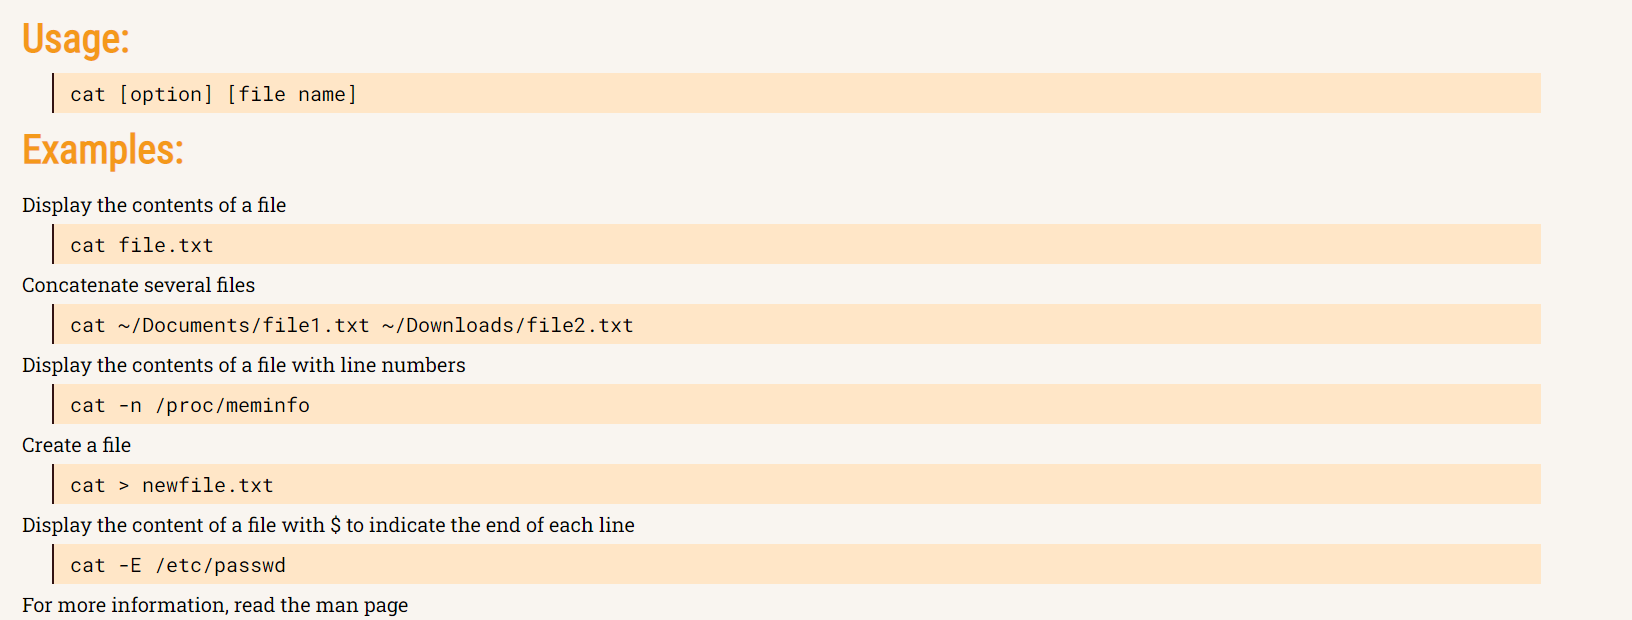 Usage:
cat [option] [file name]
Examples:
Display the contents of a file
cat file.txt
Concatenate several files
cat ~/Documents/file1.txt ~/Downloads/file2.txt
Display the contents of a file with line numbers
cat -n /proc/meminfo
Create a file
cat > newfile.txt
Display the content of a file with $ to indicate the end of each line
cat -E /etc/passwd
For more information, read the man page